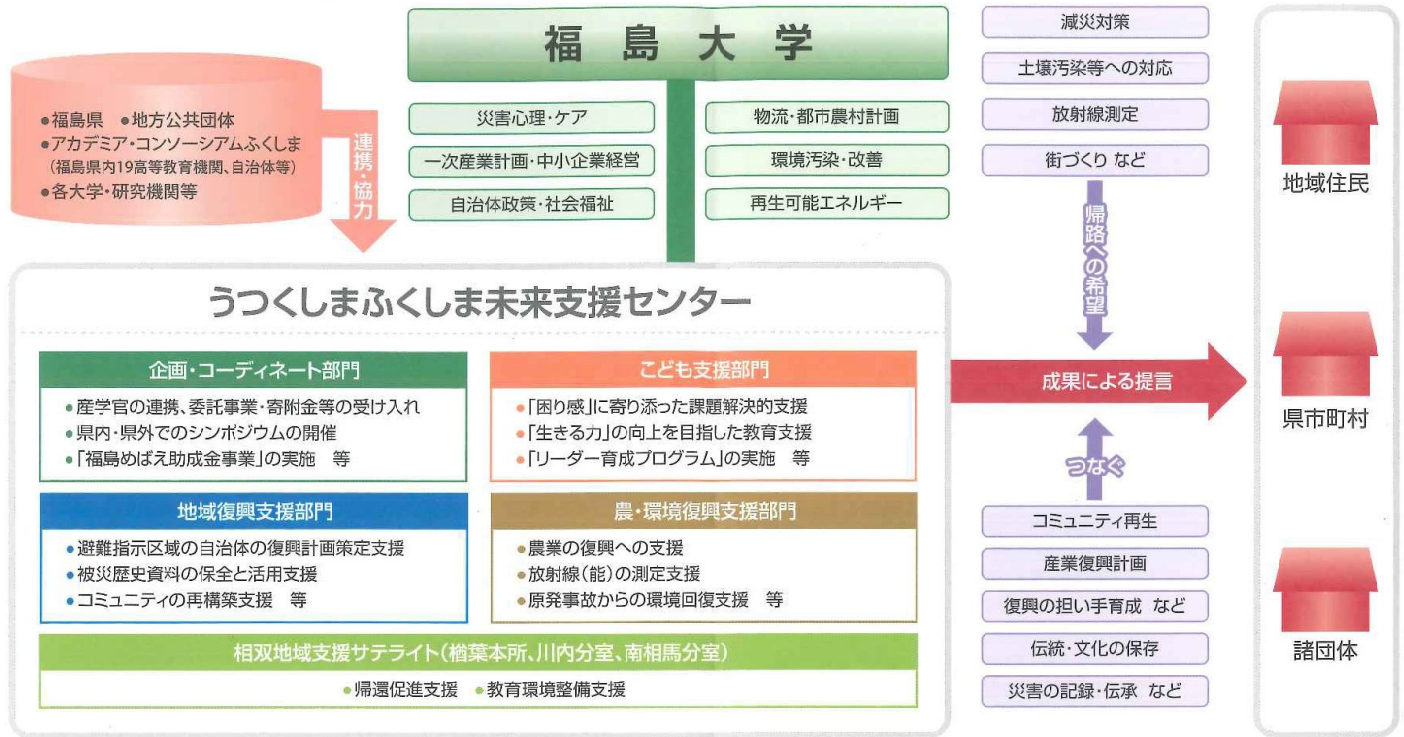 福島大学
●福島県 ●地方公共団体
●アカデミア・コンソーシアムふくしま
(福島県内19高等教育機関、自治体等)
●各大学・研究機関等
連携・協力
災害心理・ケア
一次産業計画・中小企業経営
自治体政策・社会福祉
物流・都市農村計画
環境汚染・改善
再生可能エネルギー
うつくしまふくしま未来支援センター
企画・コーディネート部門
●産学官の連携、委託事業・寄附金等の受け入れ
●県内・県外でのシンポジウムの開催
●「福島めばえ助成金事業」の実施 等
こども支援部門
●「困り感」に寄り添った課題解決的支援
●「生きる力」の向上を目指した教育支援
●「リーダー育成プログラム」の実施 等
地域復興支援部門
●避難指示区域の自治体の復興計画策定支援
●被災歴史資料の保全と活用支援
●コミュニティの再構築支援 等
農・環境復興支援部門
●農業の復興への支援
●放射線(能)の測定支援
●原発事故からの環境回復支援 等
相双地域支援サテライト(楢葉本所、川内分室、南相馬分室)
●帰還促進支援 ●教育環境整備支援
減災対策
土壌汚染等への対応
放射線測定
街づくり など
帰路への希望
成果による提言
つなぐ
コミュニティ再生
産業復興計画
復興の担い手育成 など
伝統・文化の保存
災害の記録・伝承 など
地域住民
県市町村
諸団体